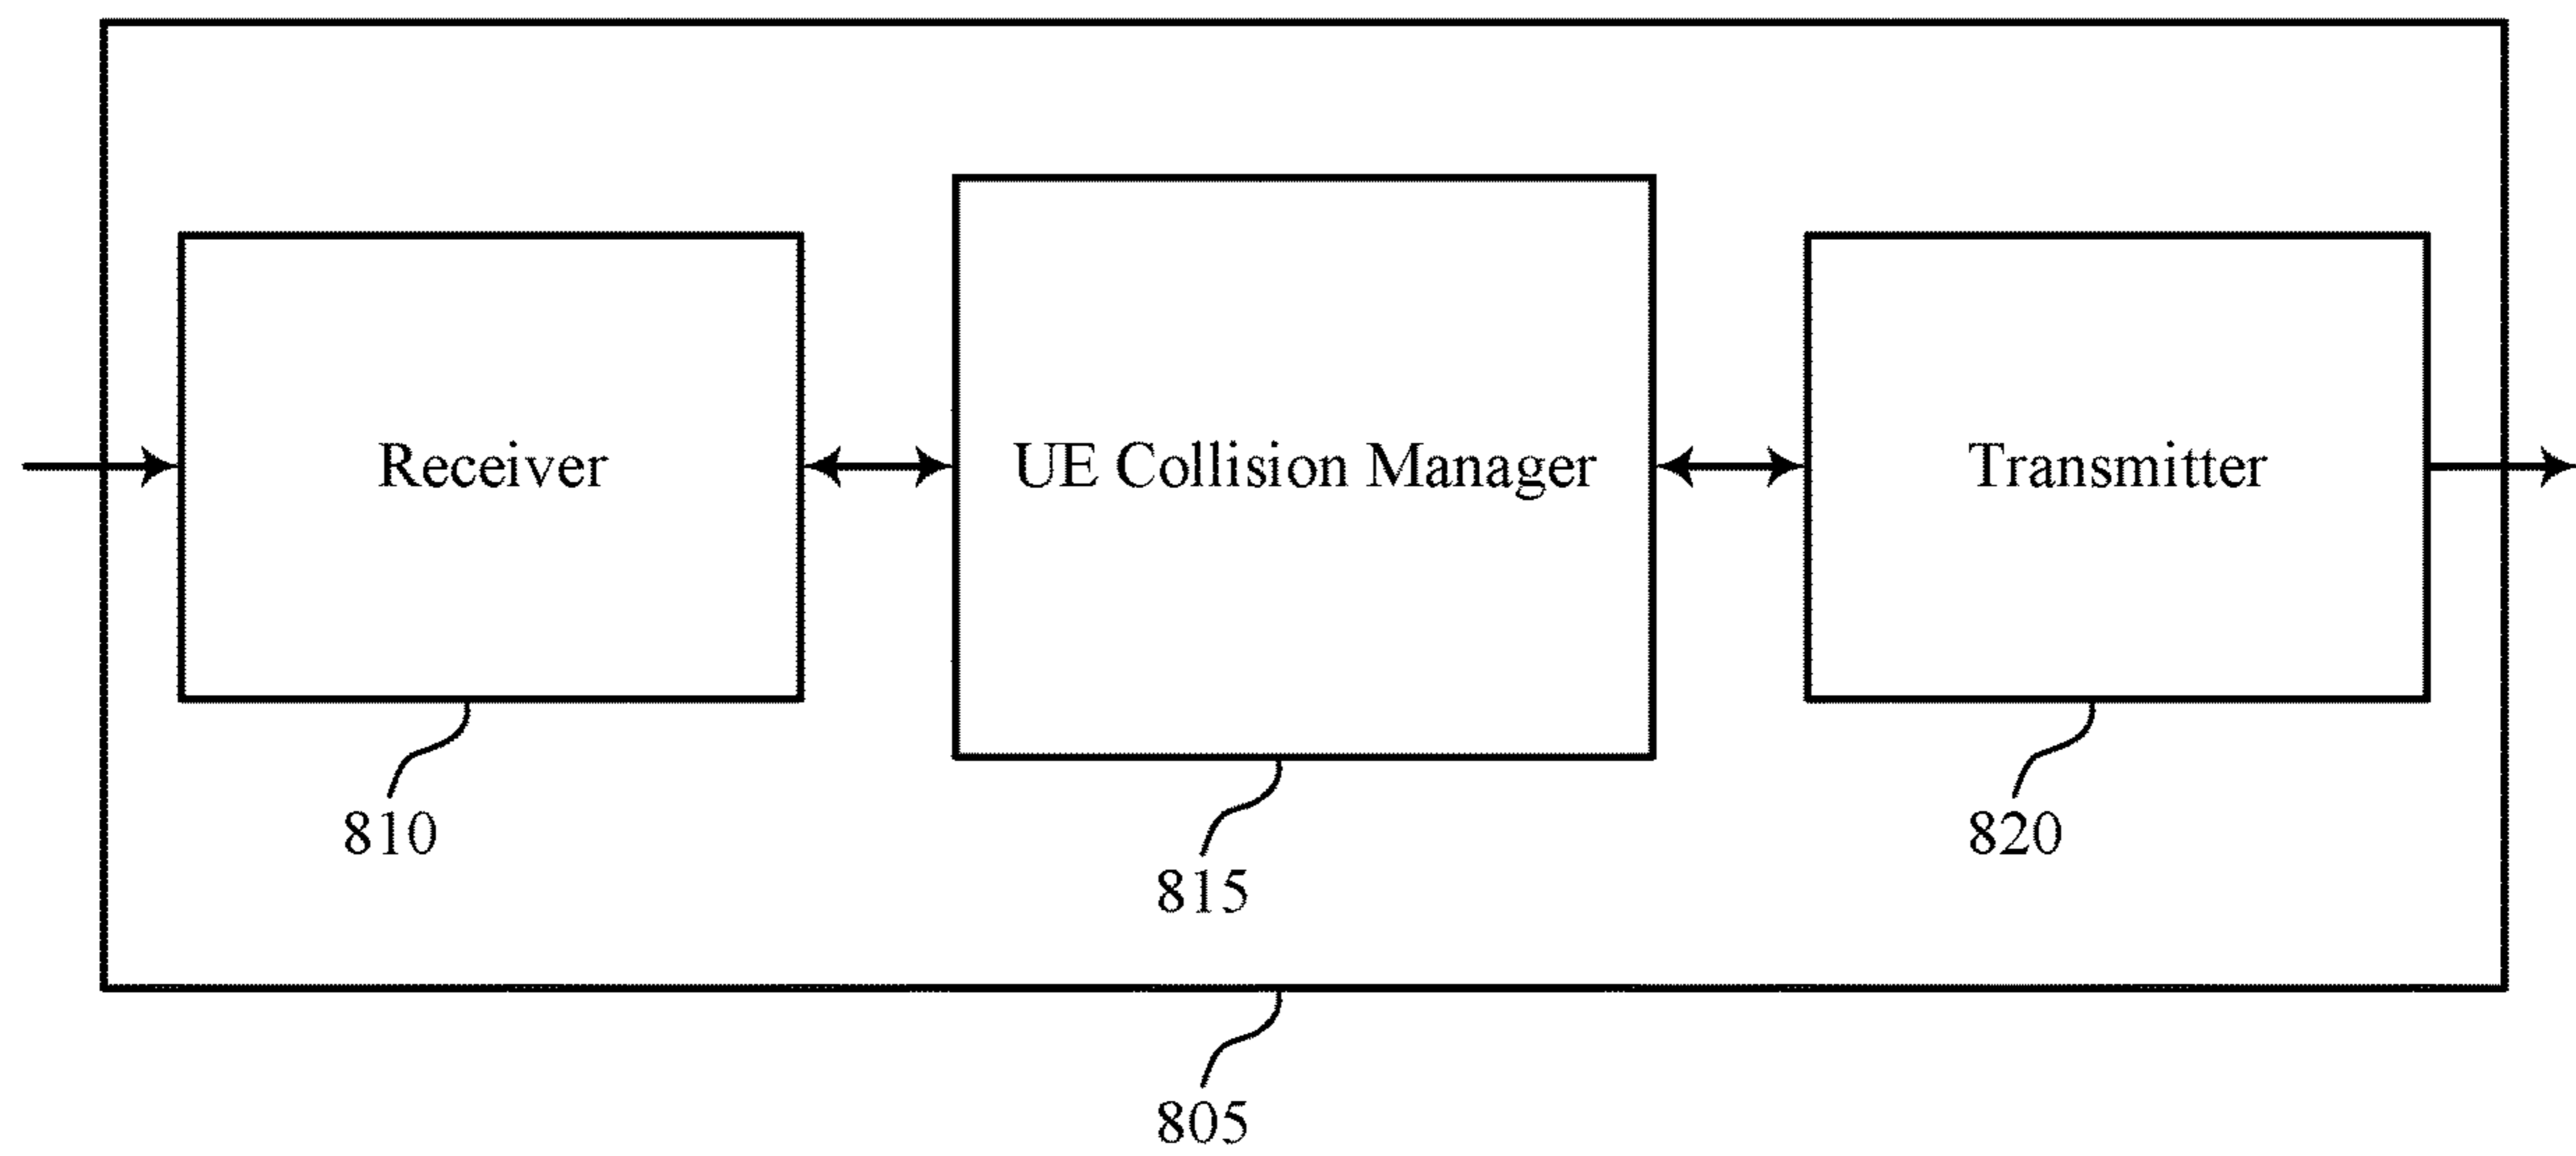 Receiver
UE Collision Manager
Transmitter
810
815
820
805